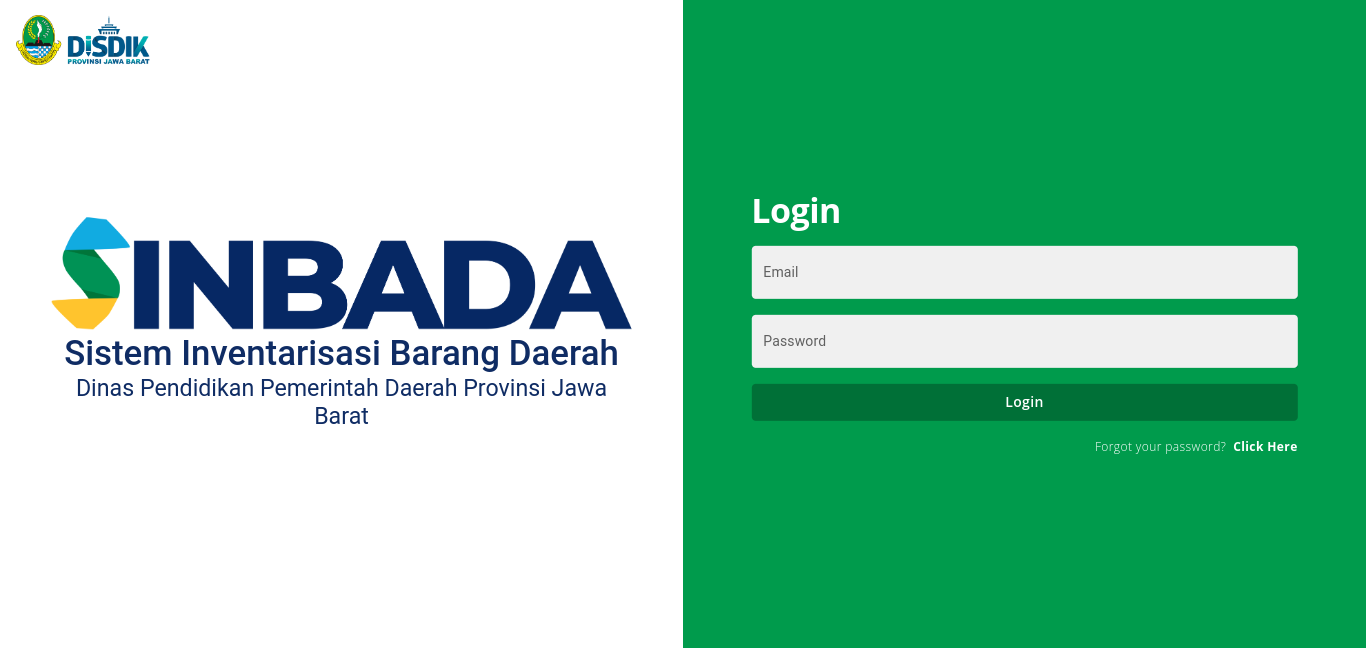 DISDIK
PROVINSI JAWA BARAT
SINBADA
Sistem Inventarisasi Barang Daerah
Dinas Pendidikan Pemerintah Daerah Provinsi Jawa
Barat
Login
Email
Password
Login
Forgot your password? Click Here